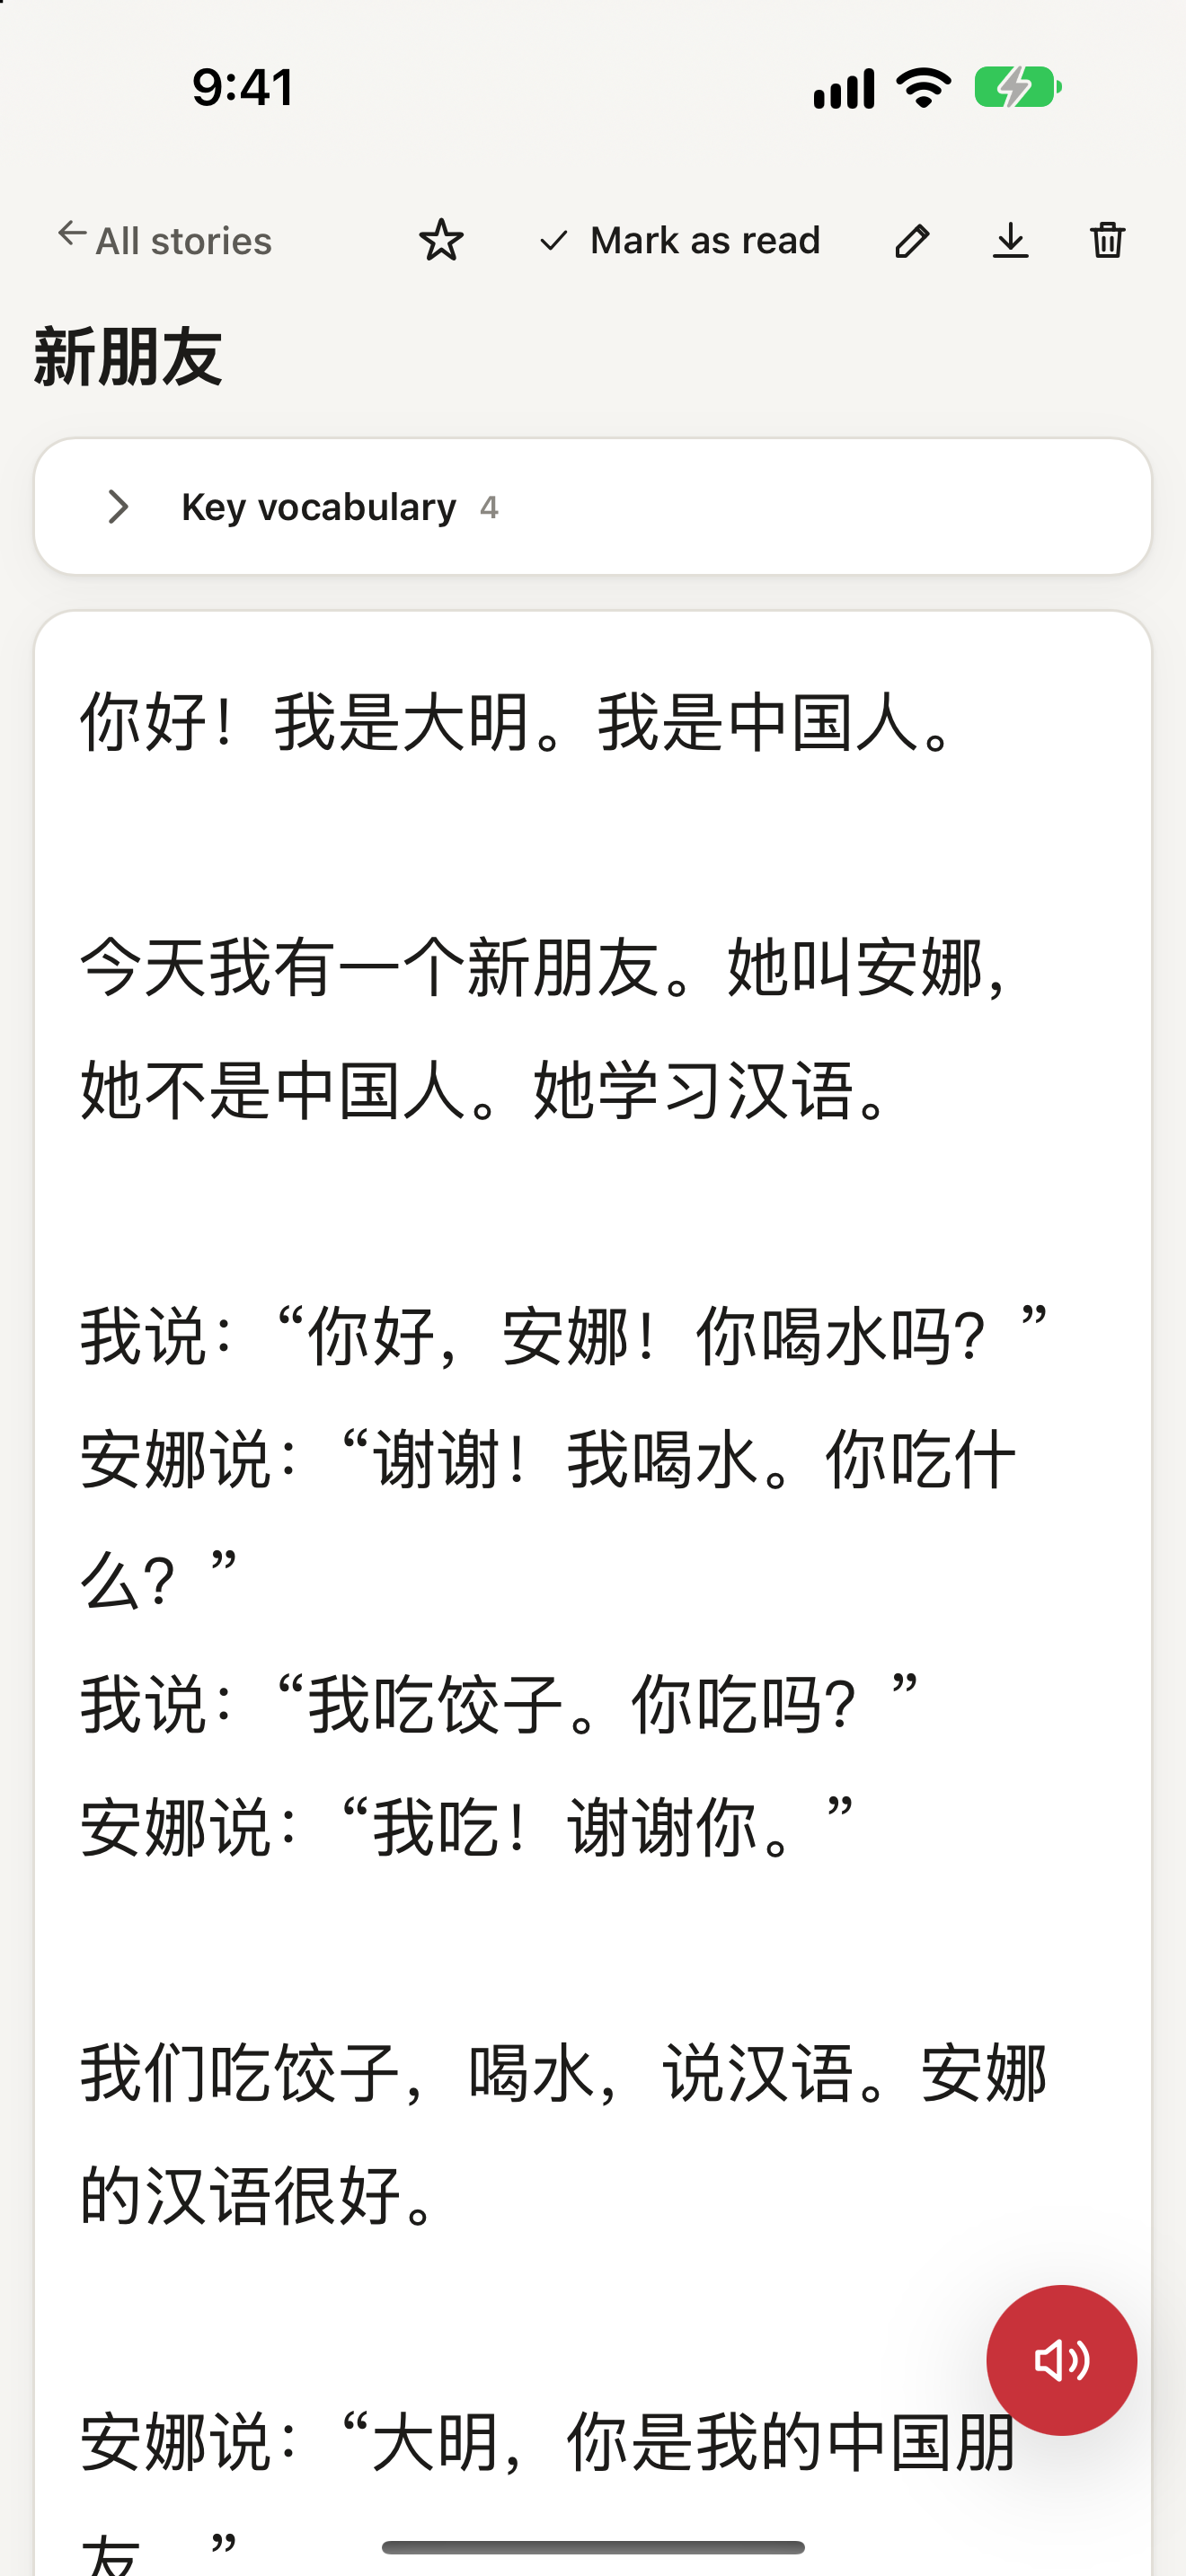 9:41
All stories
Mark as read
新朋友
Key vocabulary 4
你好！我是大明。我是中国人。
今天我有一个新朋友。她叫安娜，
她不是中国人。她学习汉语。
我说：“你好，安娜！你喝水吗？”
安娜说：“谢谢！我喝水。你吃什
么？”
我说：“我吃饺子。你吃吗？”
安娜说：“我吃！谢谢你。”
我们吃饺子，喝水，说汉语。安娜
的汉语很好。
安娜说：“大明，你是我的中国朋
友。”